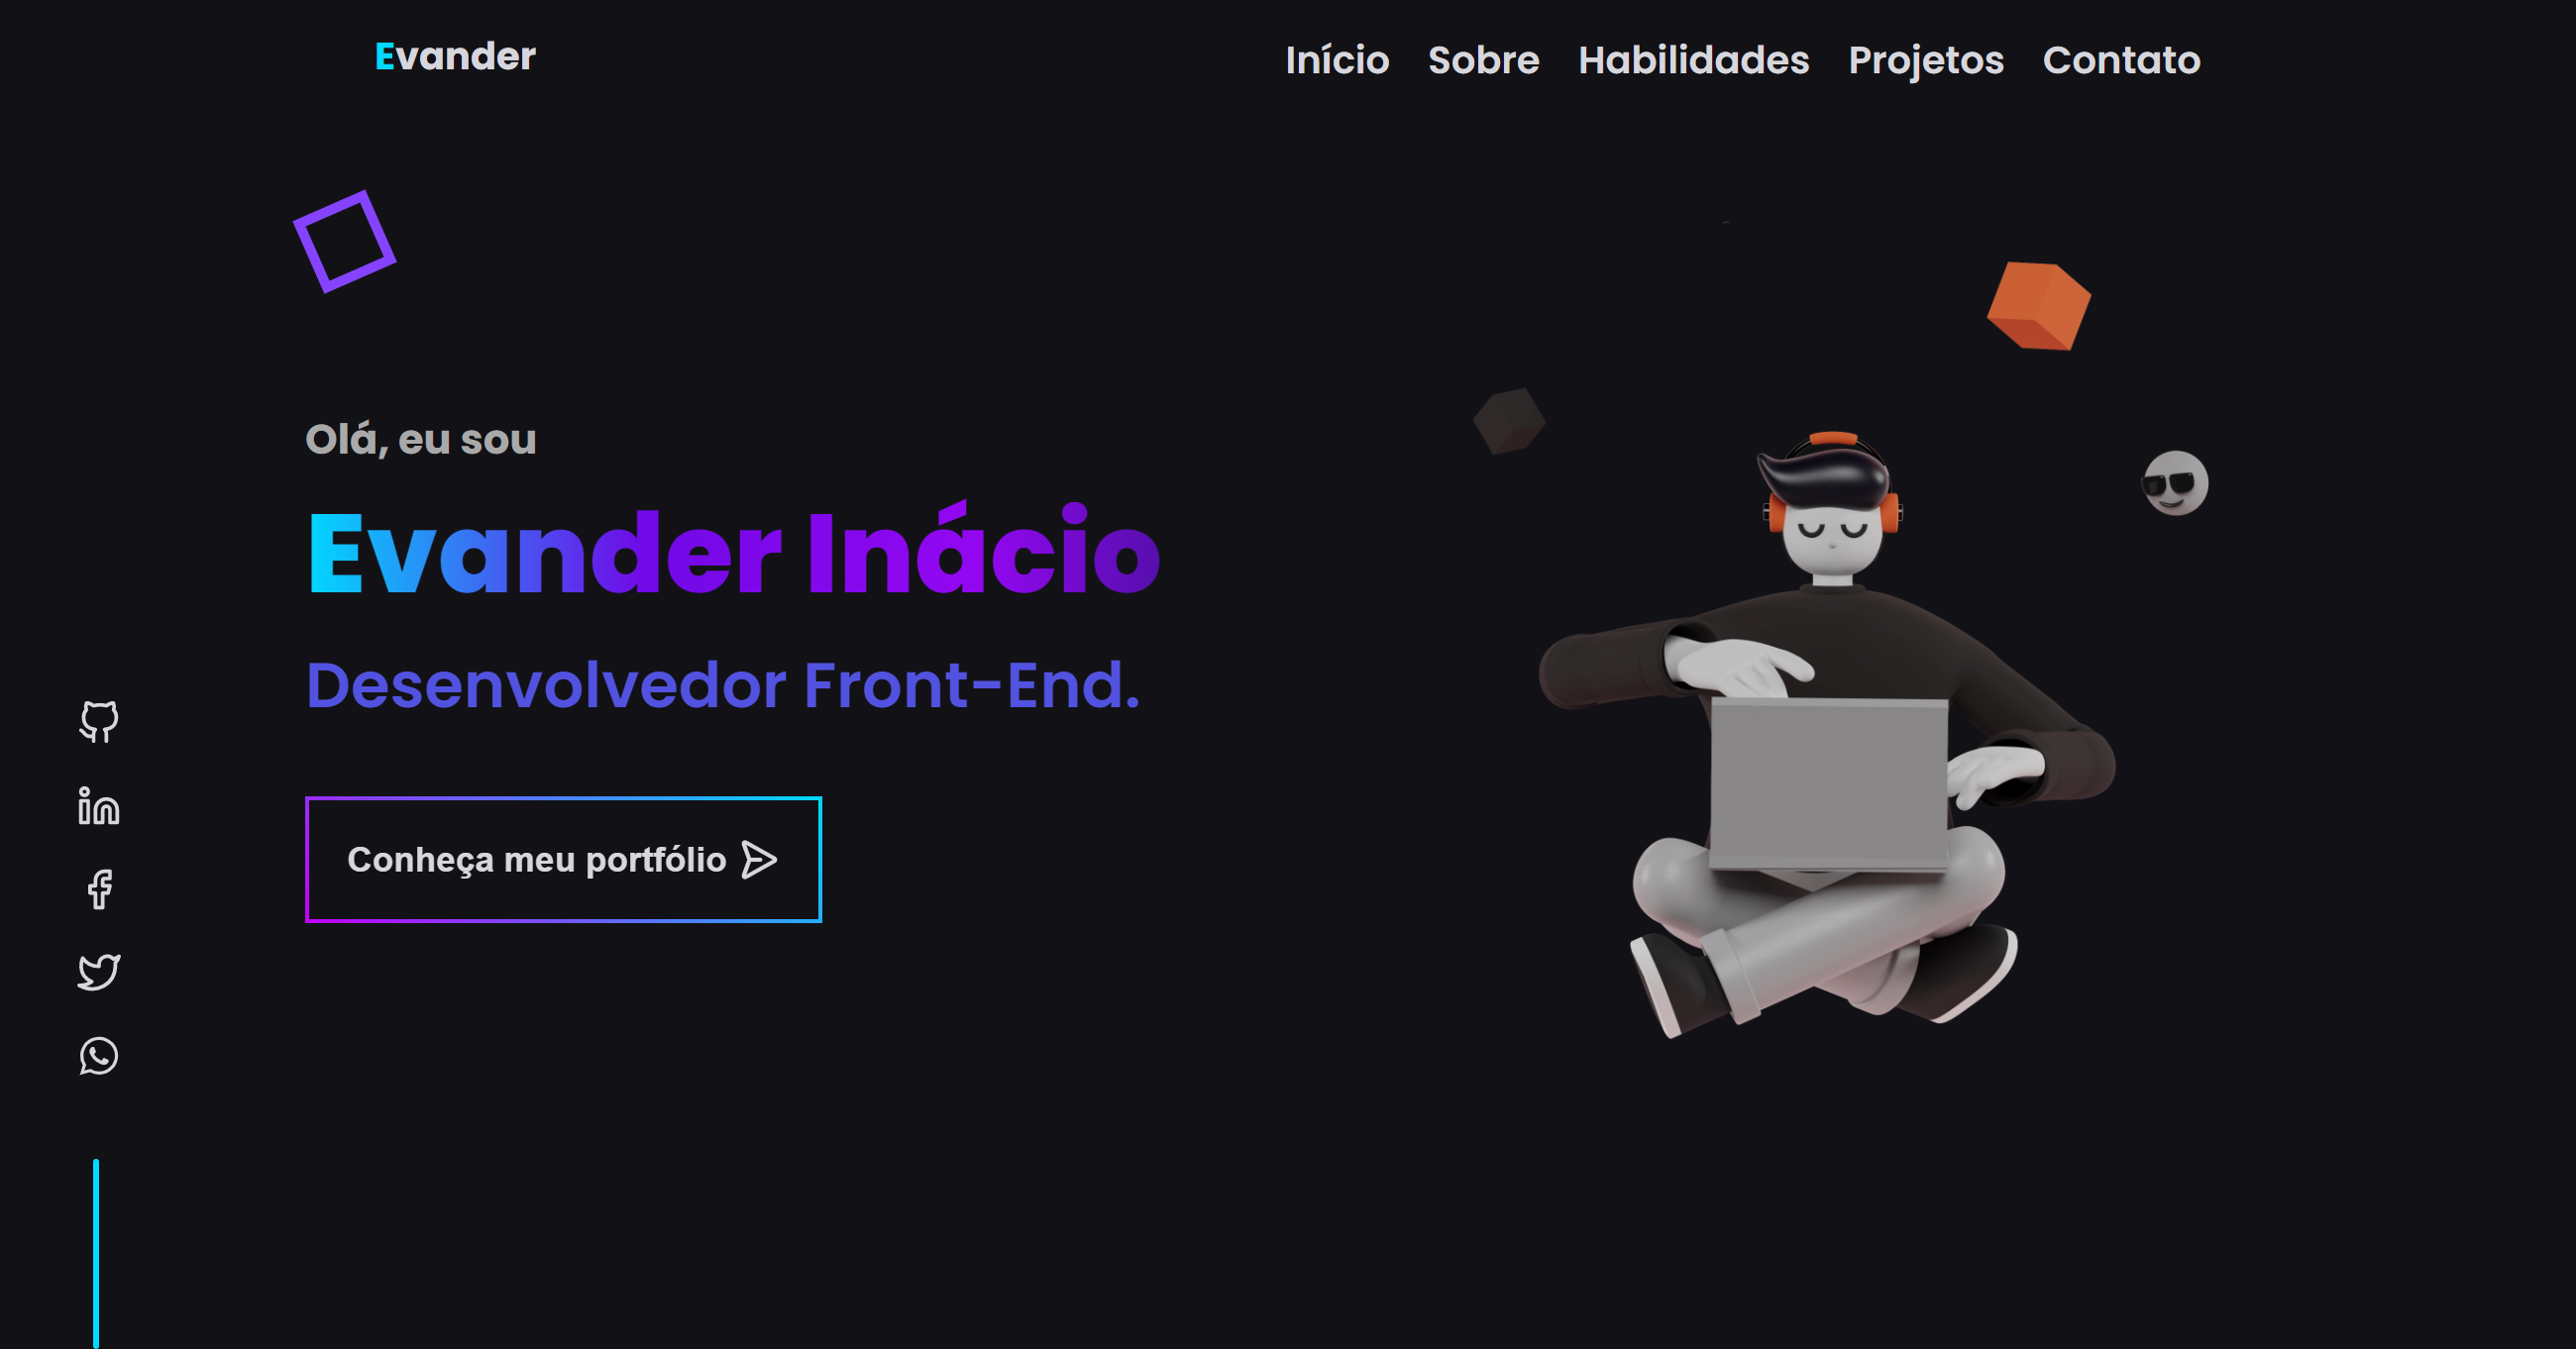 Evander
Início Sobre Habilidades Projetos Contato
Olá, eu sou
Evander Inácio
Desenvolvedor Front-End.
Conheça meu portfólio